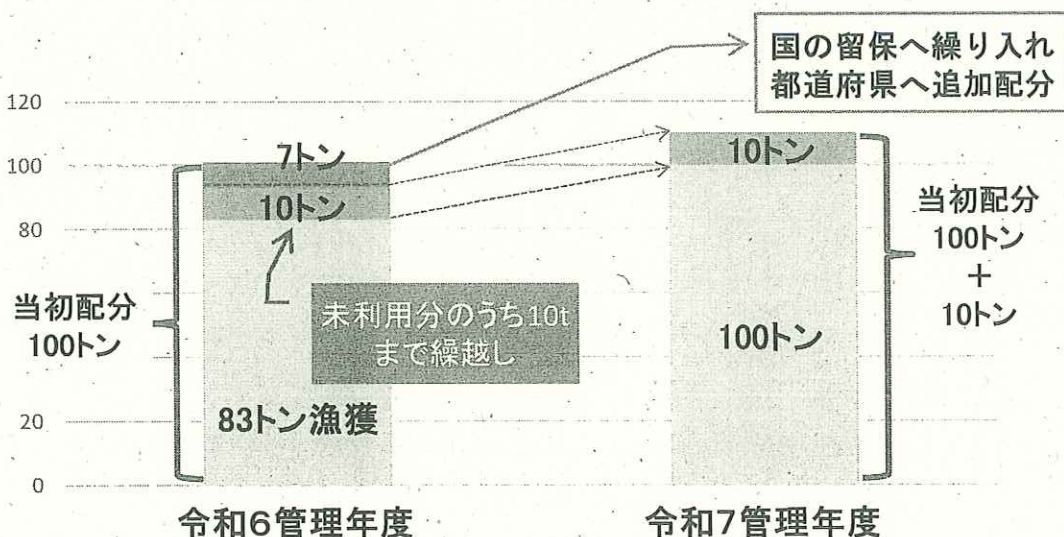 国の留保へ繰り入れ
都道府県へ追加配分
120
100
80
20
0
7トン
10トン
当初配分
100トン
未利用分のうち10t
まで繰越し
83トン漁獲
10トン
100トン
当初配分
100トン
+
10トン
令和6管理年度
令和7管理年度